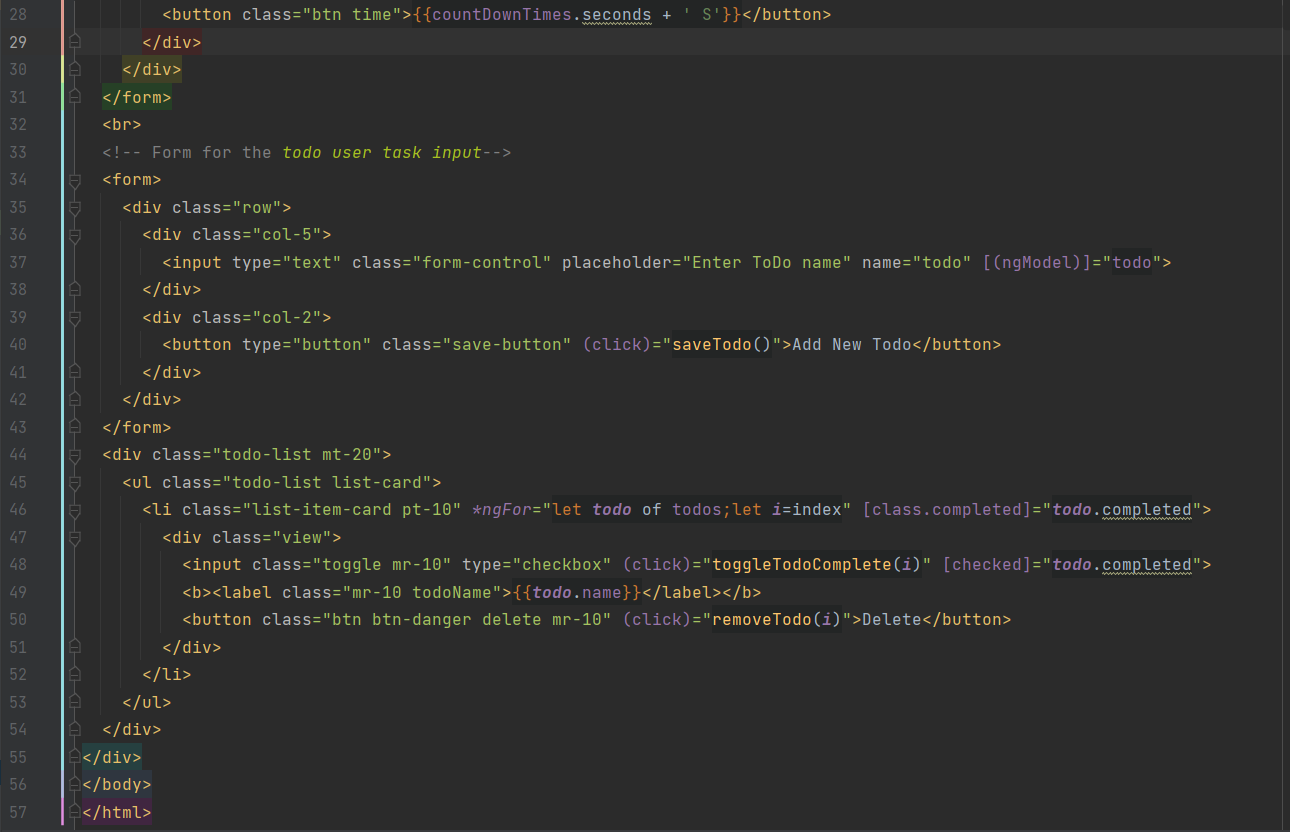 28 <button class="btn time">{{countDownTimes.seconds + ' S'}}</button>
29 </div>
30 </div>
31 </form>
32 <br>
33 <!-- Form for the todo user task input-->
34 <form>
35 <div class="row">
36 <div class="col-5">
37 <input type="text" class="form-control" placeholder="Enter ToDo name" name="todo" [(ngModel)]="todo">
38 </div>
39 <div class="col-2">
40 <button type="button" class="save-button" (click)="saveTodo()">Add New Todo</button>
41 </div>
42 </div>
43 </form>
44 <div class="todo-list mt-20">
45 <ul class="todo-list list-card">
46 <li class="list-item-card pt-10" *ngFor="let todo of todos;let i=index" [class.completed]="todo.completed">
47 <div class="view">
48 <input class="toggle mr-10" type="checkbox" (click)="toggleTodoComplete(i)" [checked]="todo.completed">
49 <b><label class="mr-10 todoName">{{todo.name}}</label></b>
50 <button class="btn btn-danger delete mr-10" (click)="removeTodo(i)">Delete</button>
51 </div>
52 </li>
53 </ul>
54 </div>
55 </div>
56 </body>
57 </html>